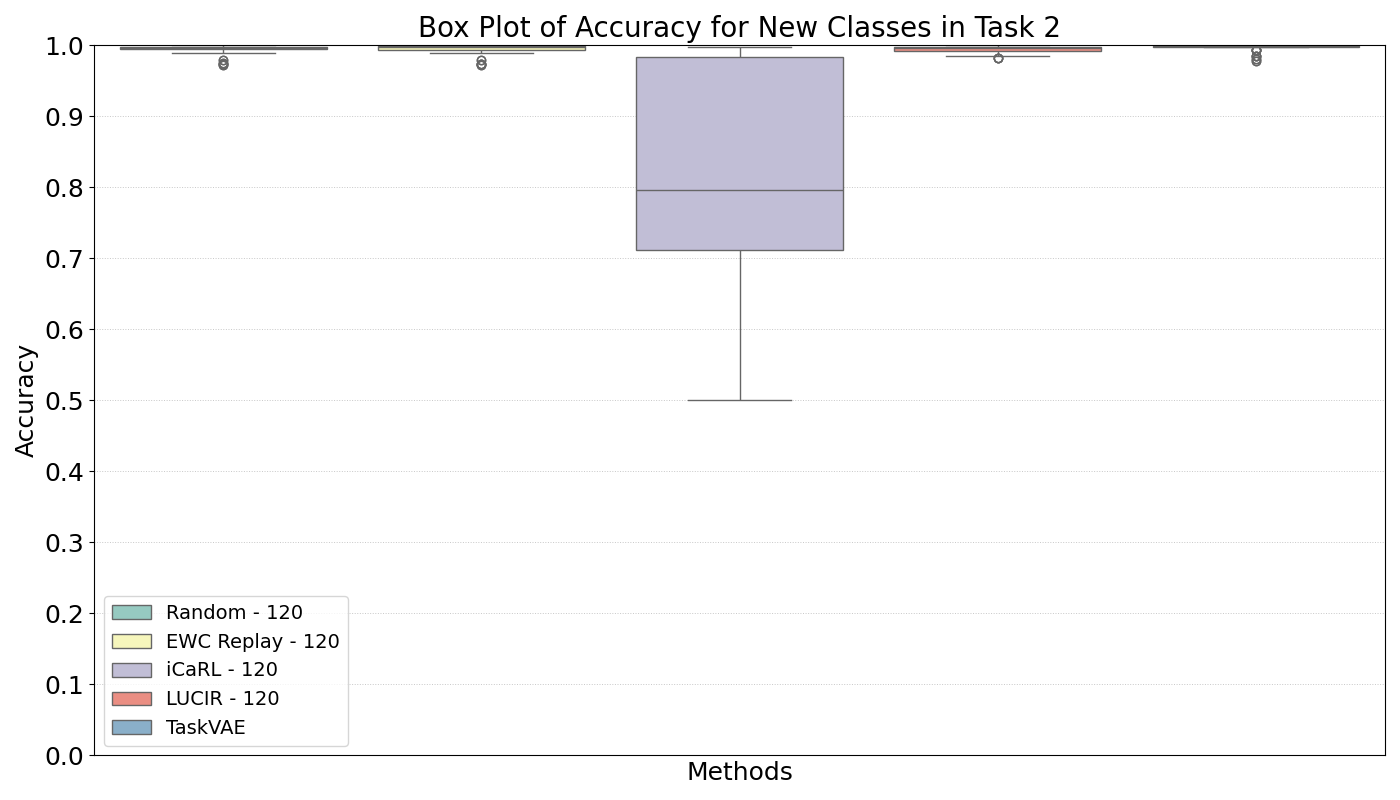 Box Plot of Accuracy for New Classes in Task 2
1.0
0.9
0.8
0.7
0.6
0.5
0.4
0.3
0.2
0.1
0.0
Accuracy
Random - 120
EWC Replay - 120
iCaRL - 120
LUCIR - 120
TaskVAE
Methods